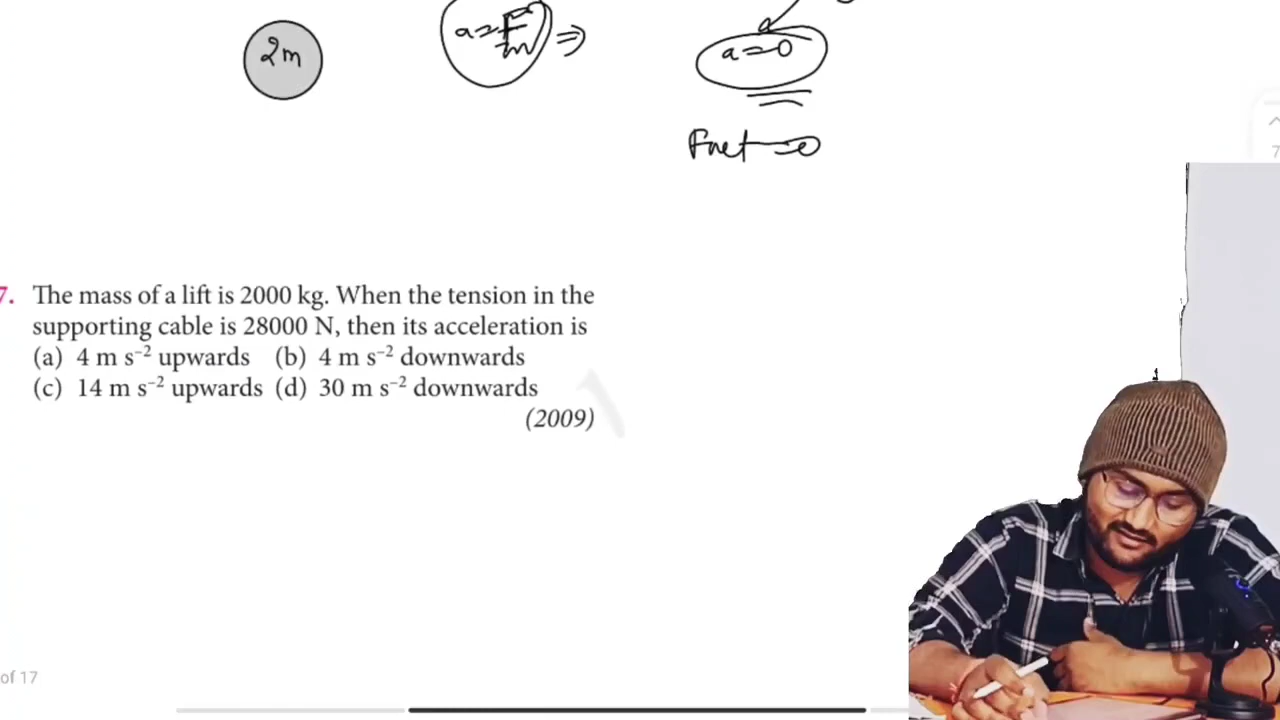 2m
a=F/m ⇒
a=0
Fnet=0
7. The mass of a lift is 2000 kg. When the tension in the
supporting cable is 28000 N, then its acceleration is
(a) 4 m s⁻² upwards (b) 4 m s⁻² downwards
(c) 14 m s⁻² upwards (d) 30 m s⁻² downwards
(2009)
of 17